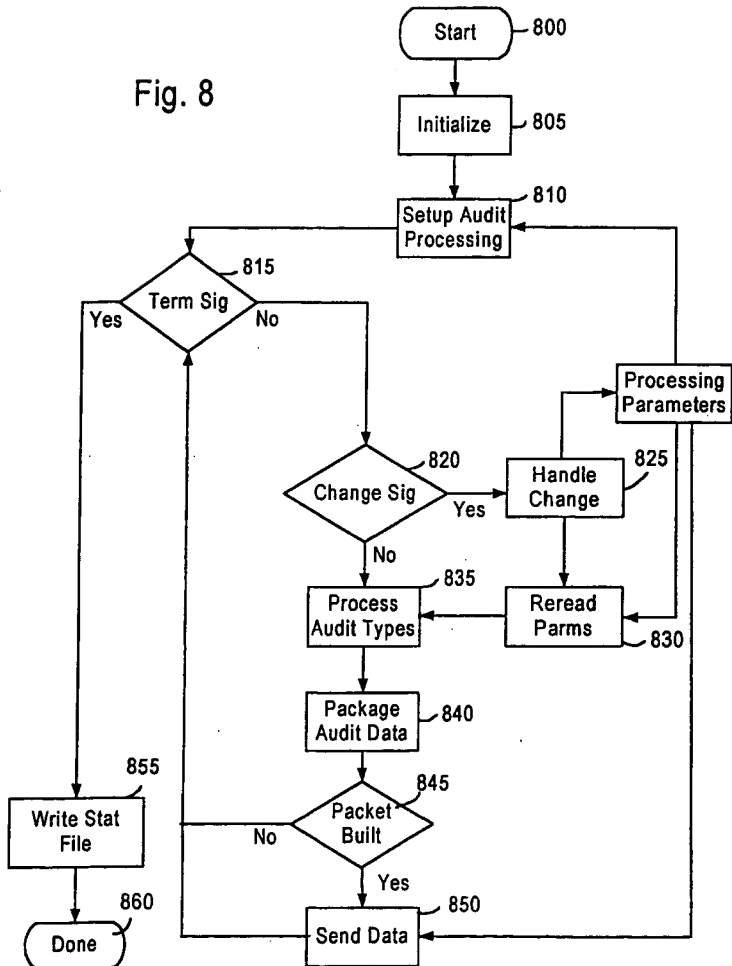 Fig. 8
Start
800
Initialize
805
810
Setup Audit
Processing
815
Term Sig
Yes
No
Processing
Parameters
820
Change Sig
Yes
No
825
Handle
Change
835
Process
Audit Types
Reread
Parms
830
Package
Audit Data
840
845
Packet
Built
No
Yes
855
Write Stat
File
850
Send Data
860
Done